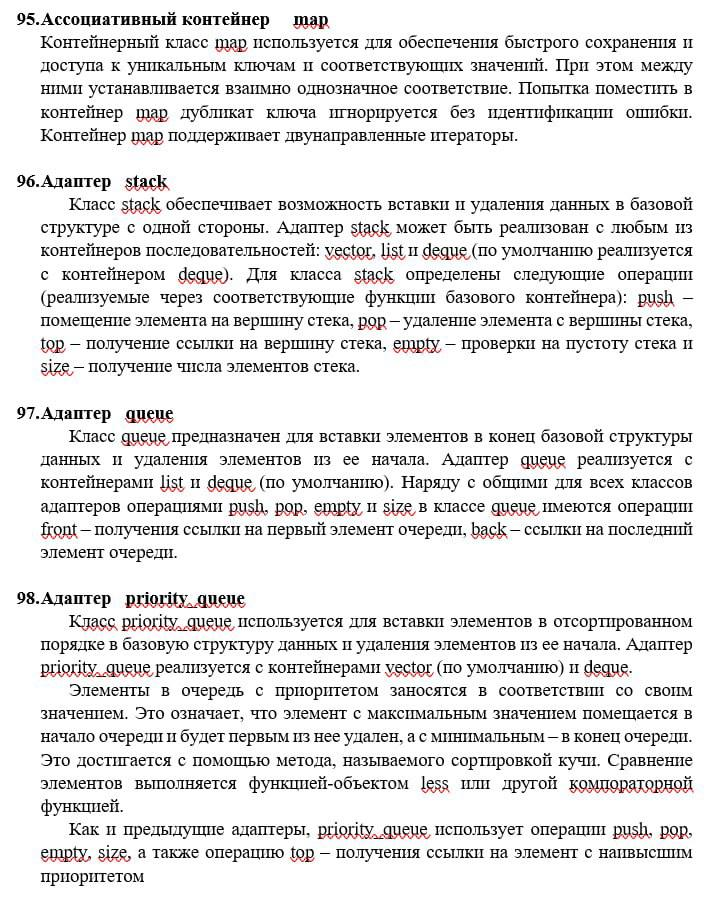 95.Ассоциативный контейнер map
Контейнерный класс map используется для обеспечения быстрого сохранения и
доступа к уникальным ключам и соответствующих значений. При этом между
ними устанавливается взаимно однозначное соответствие. Попытка поместить в
контейнер map дубликат ключа игнорируется без идентификации ошибки.
Контейнер map поддерживает двунаправленные итераторы.
96.Адаптер stack
Класс stack обеспечивает возможность вставки и удаления данных в базовой
структуре с одной стороны. Адаптер stack может быть реализован с любым из
контейнеров последовательностей: vector, list и deque (по умолчанию реализуется
с контейнером deque). Для класса stack определены следующие операции
(реализуемые через соответствующие функции базового контейнера): push –
помещение элемента на вершину стека, pop – удаление элемента с вершины стека,
top – получение ссылки на вершину стека, empty – проверки на пустоту стека и
size – получение числа элементов стека.
97.Адаптер queue
Класс queue предназначен для вставки элементов в конец базовой структуры
данных и удаления элементов из ее начала. Адаптер queue реализуется с
контейнерами list и deque (по умолчанию). Наряду с общими для всех классов
адаптеров операциями push, pop, empty и size в классе queue имеются операции
front – получения ссылки на первый элемент очереди, back – ссылки на последний
элемент очереди.
98.Адаптер priority_queue
Класс priority_queue используется для вставки элементов в отсортированном
порядке в базовую структуру данных и удаления элементов из ее начала. Адаптер
priority_queue реализуется с контейнерами vector (по умолчанию) и deque.
Элементы в очередь с приоритетом заносятся в соответствии со своим
значением. Это означает, что элемент с максимальным значением помещается в
начало очереди и будет первым из нее удален, а с минимальным – в конец очереди.
Это достигается с помощью метода, называемого сортировкой кучи. Сравнение
элементов выполняется функцией-объектом less или другой компораторной
функцией.
Как и предыдущие адаптеры, priority_queue использует операции push, pop,
empty, size, а также операцию top – получения ссылки на элемент с наивысшим
приоритетом